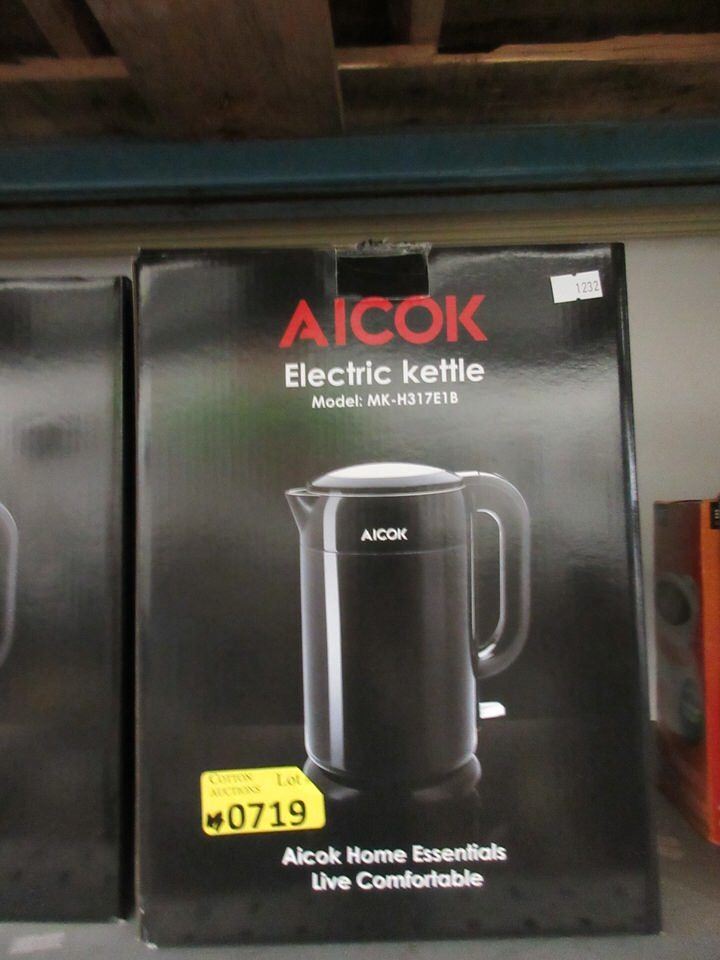 1232
AICOK
Electric kettle
Model: MK-H317E1B
AICOK
COTTON Lot
AUCTIONS
0719
Aicok Home Essentials
Live Comfortable